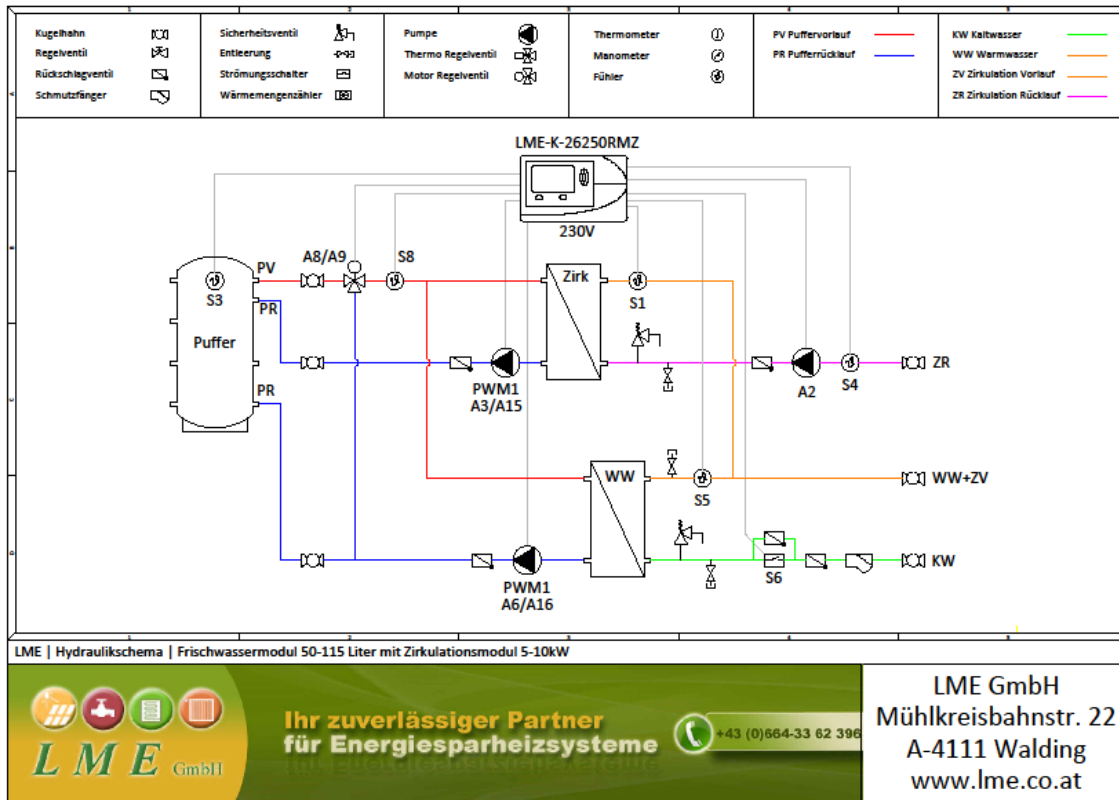 Kugelhahn
Regelventil
Rückschlagventil
Schmutzfänger
Sicherheitsventil
Entleerung
Strömungsschalter
Wärmemengenzähler
Pumpe
Thermo Regelventil
Motor Regelventil
Thermometer
Manometer
Fühler
PV Puffervorlauf
PR Pufferrücklauf
KW Kaltwasser
WW Warmwasser
ZV Zirkulation Vorlauf
ZR Zirkulation Rücklauf
LME-K-26250RMZ
230V
A8/A9
S8
PV
S3
PR
Puffer
PR
Zirk
S1
PWM1
A3/A15
A2
S4
ZR
WW
S5
WW+ZV
PWM1
A6/A16
S6
KW
LME | Hydraulikschema | Frischwassermodul 50-115 Liter mit Zirkulationsmodul 5-10kW
LME GmbH
Ihr zuverlässiger Partner
für Energiesparheizsysteme
+43 (0)664-33 62 396
LME GmbH
Mühlkreisbahnstr. 22
A-4111 Walding
www.lme.co.at